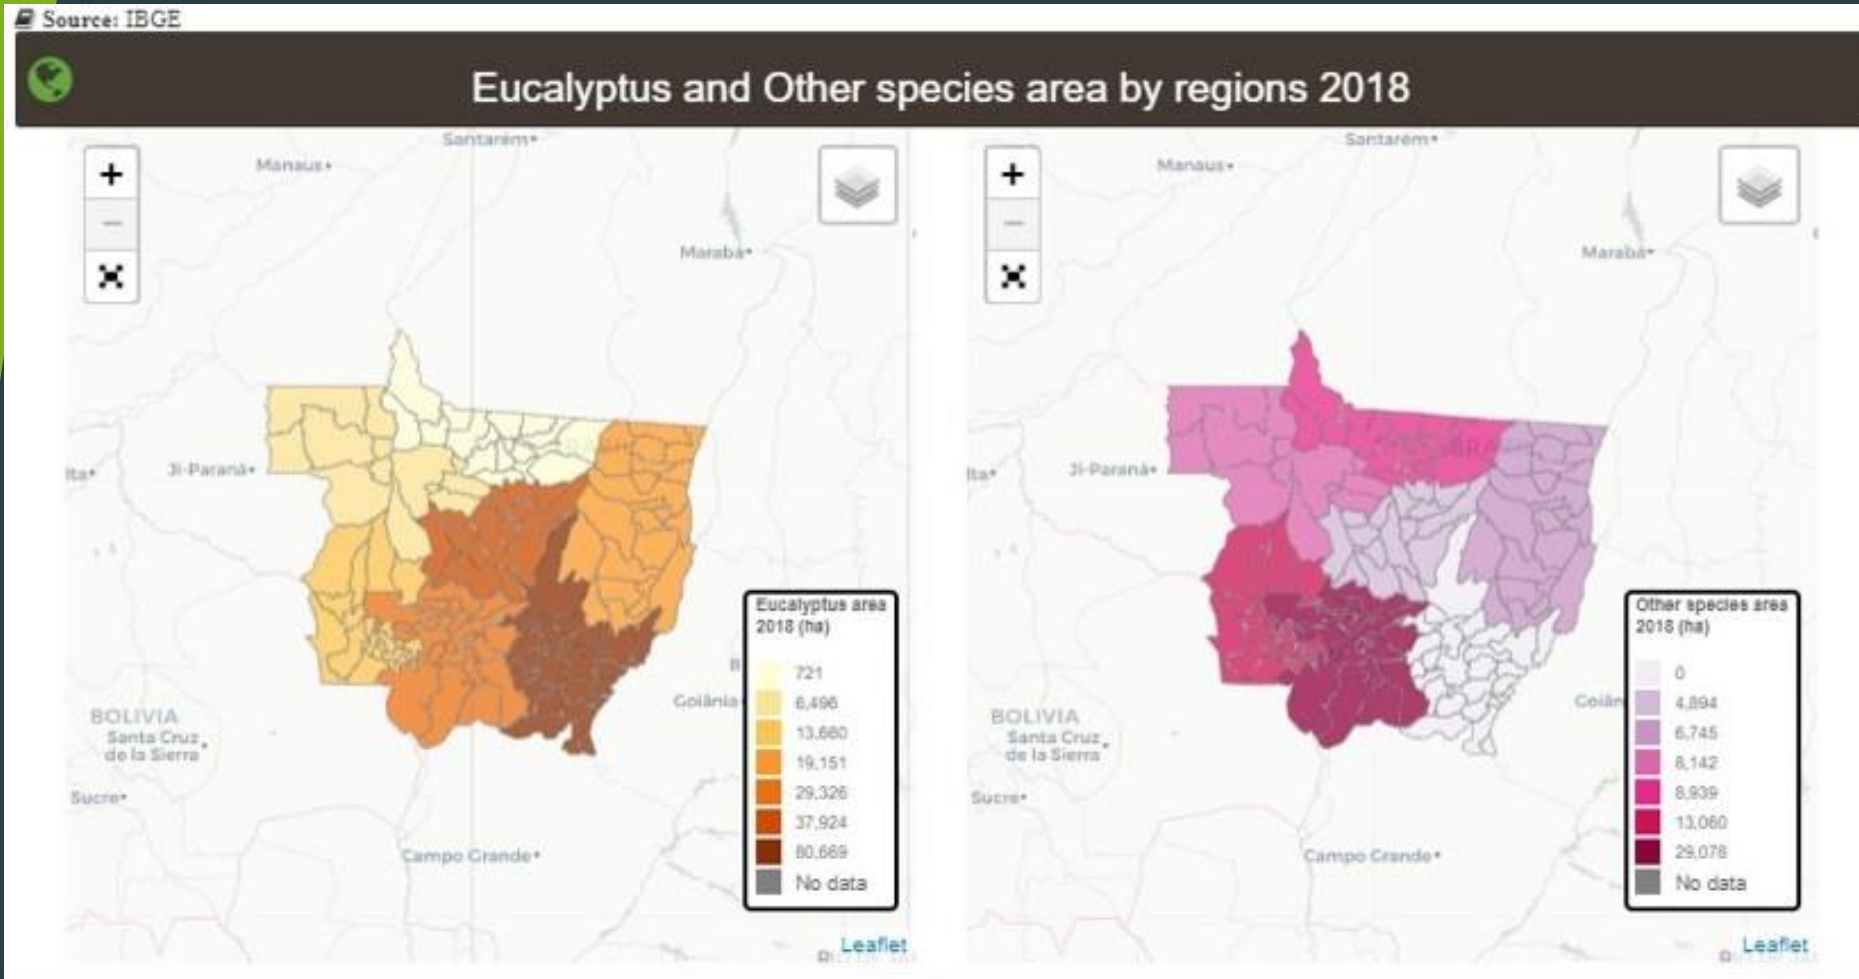 Source: IBGE
Eucalyptus and Other species area by regions 2018
Santarém
Manaus
Marabá
+
−
Ji-Paraná
BOLIVIA
Santa Cruz
de la Sierra
Sucre
Goiânia
Campo Grande
Eucalyptus area
2018 (ha)
721
6,496
13,660
19,151
29,326
37,924
80,669
No data
Leaflet
Santarém
Manaus
Marabá
+
−
Ji-Paraná
BOLIVIA
Santa Cruz
de la Sierra
Sucre
Goiân
Campo Grande
Other species area
2018 (ha)
0
4,894
6,745
8,142
8,939
13,060
29,078
No data
Leaflet